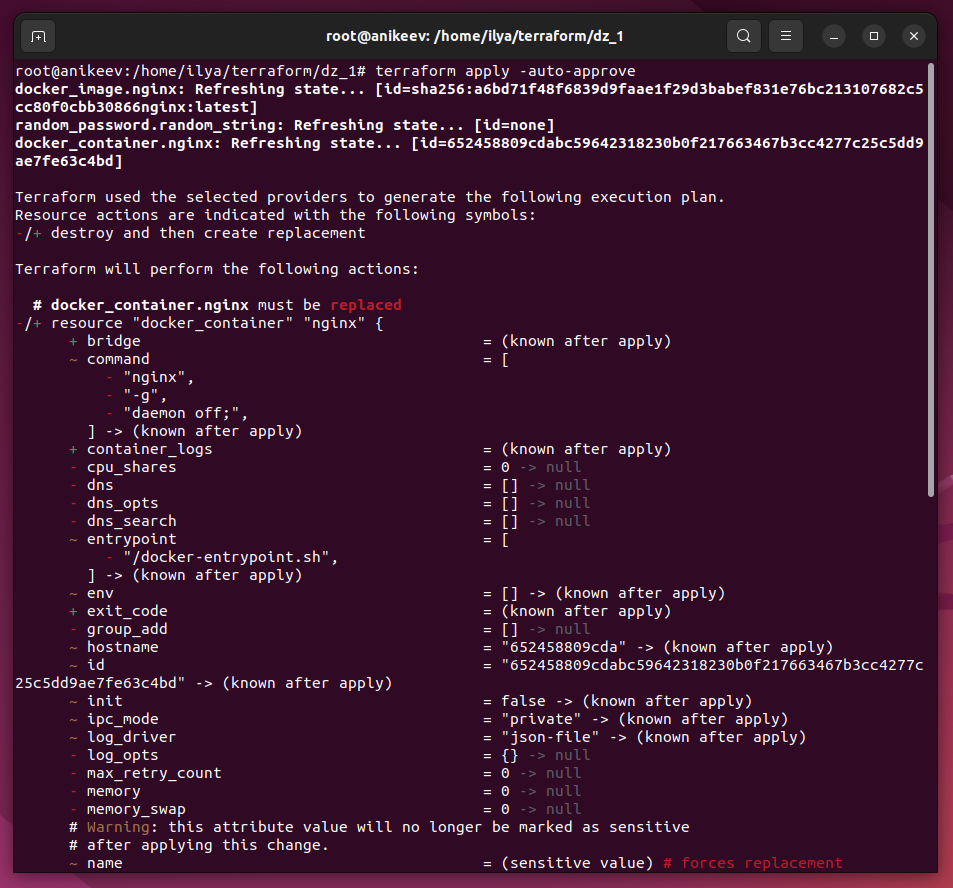 root@anikeev: /home/ilya/terraform/dz_1
root@anikeev:/home/ilya/terraform/dz_1# terraform apply -auto-approve
docker_image.nginx: Refreshing state... [id=sha256:a6bd71f48f6839d9faae1f29d3babef831e76bc213107682c5
cc80f0cbb30866nginx:latest]
random_password.random_string: Refreshing state... [id=none]
docker_container.nginx: Refreshing state... [id=652458809cdabc59642318230b0f217663467b3cc4277c25c5dd9
ae7fe63c4bd]
Terraform used the selected providers to generate the following execution plan.
Resource actions are indicated with the following symbols:
-/+ destroy and then create replacement
Terraform will perform the following actions:
# docker_container.nginx must be replaced
-/+ resource "docker_container" "nginx" {
+ bridge = (known after apply)
~ command = [
- "nginx",
- "-g",
- "daemon off;",
] -> (known after apply)
+ container_logs = (known after apply)
- cpu_shares = 0 -> null
- dns = [] -> null
- dns_opts = [] -> null
- dns_search = [] -> null
~ entrypoint = [
- "/docker-entrypoint.sh",
] -> (known after apply)
~ env = [] -> (known after apply)
+ exit_code = (known after apply)
- group_add = [] -> null
~ hostname = "652458809cda" -> (known after apply)
~ id = "652458809cdabc59642318230b0f217663467b3cc4277c
25c5dd9ae7fe63c4bd" -> (known after apply)
~ init = false -> (known after apply)
~ ipc_mode = "private" -> (known after apply)
~ log_driver = "json-file" -> (known after apply)
- log_opts = {} -> null
- max_retry_count = 0 -> null
- memory = 0 -> null
- memory_swap = 0 -> null
# Warning: this attribute value will no longer be marked as sensitive
# after applying this change.
~ name = (sensitive value) # forces replacement